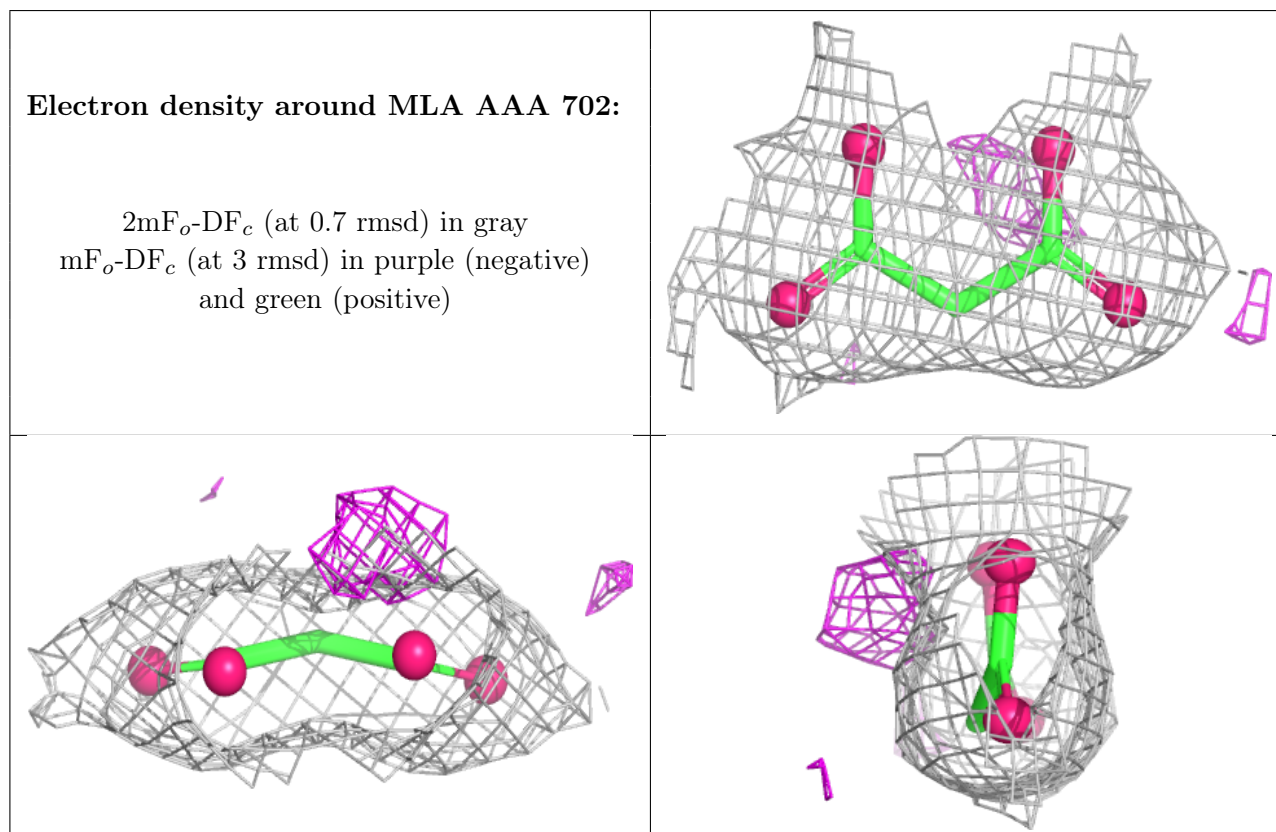 Electron density around MLA AAA 702:
2mFo-DFc (at 0.7 rmsd) in gray
mFo-DFc (at 3 rmsd) in purple (negative)
and green (positive)